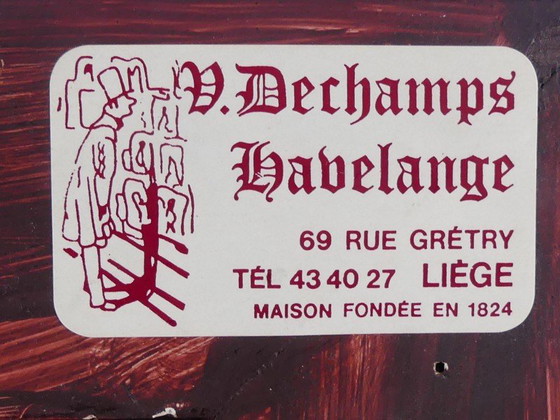 V. Dechamps
Havelange
69 RUE GRÉTRY
TÉL 43 40 27 LIÈGE
MAISON FONDÉE EN 1824